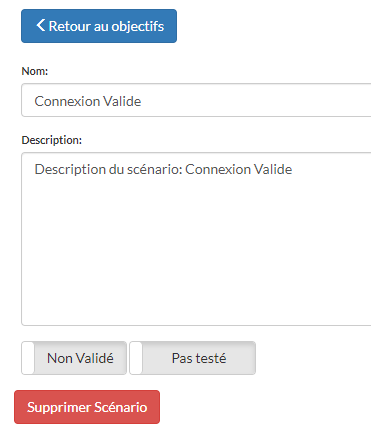 Retour au objectifs
Nom:
Connexion Valide
Description:
Description du scénario: Connexion Valide
Non Validé
Pas testé
Supprimer Scénario